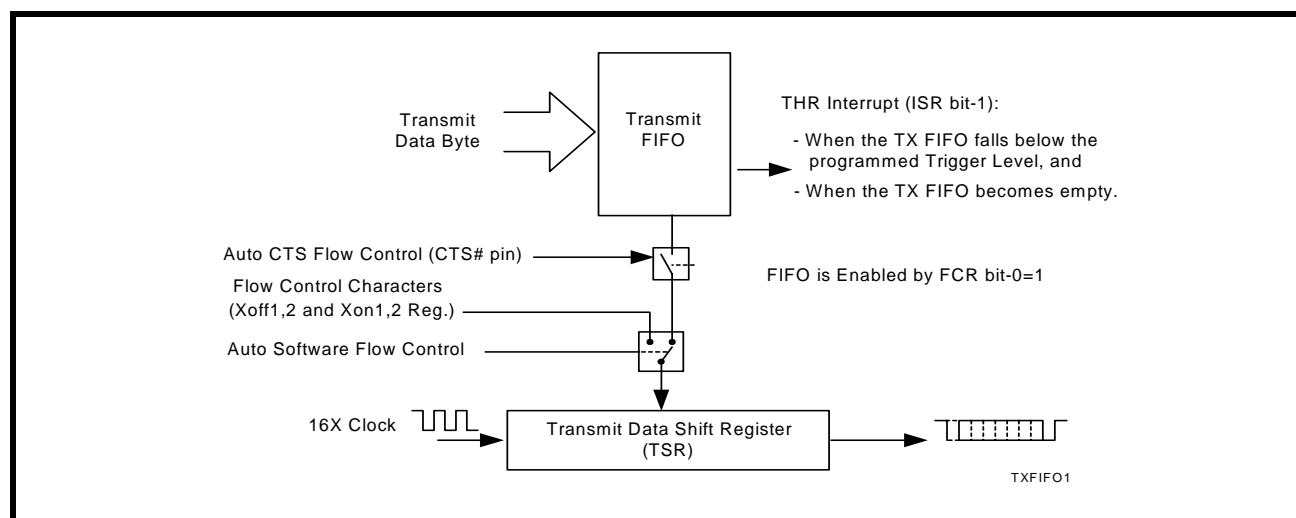 Transmit
Data Byte
Transmit
FIFO
THR Interrupt (ISR bit-1):
- When the TX FIFO falls below the
programmed Trigger Level, and
- When the TX FIFO becomes empty.
Auto CTS Flow Control (CTS# pin)
FIFO is Enabled by FCR bit-0=1
Flow Control Characters
(Xoff1,2 and Xon1,2 Reg.)
Auto Software Flow Control
16X Clock
Transmit Data Shift Register
(TSR)
TXFIFO1